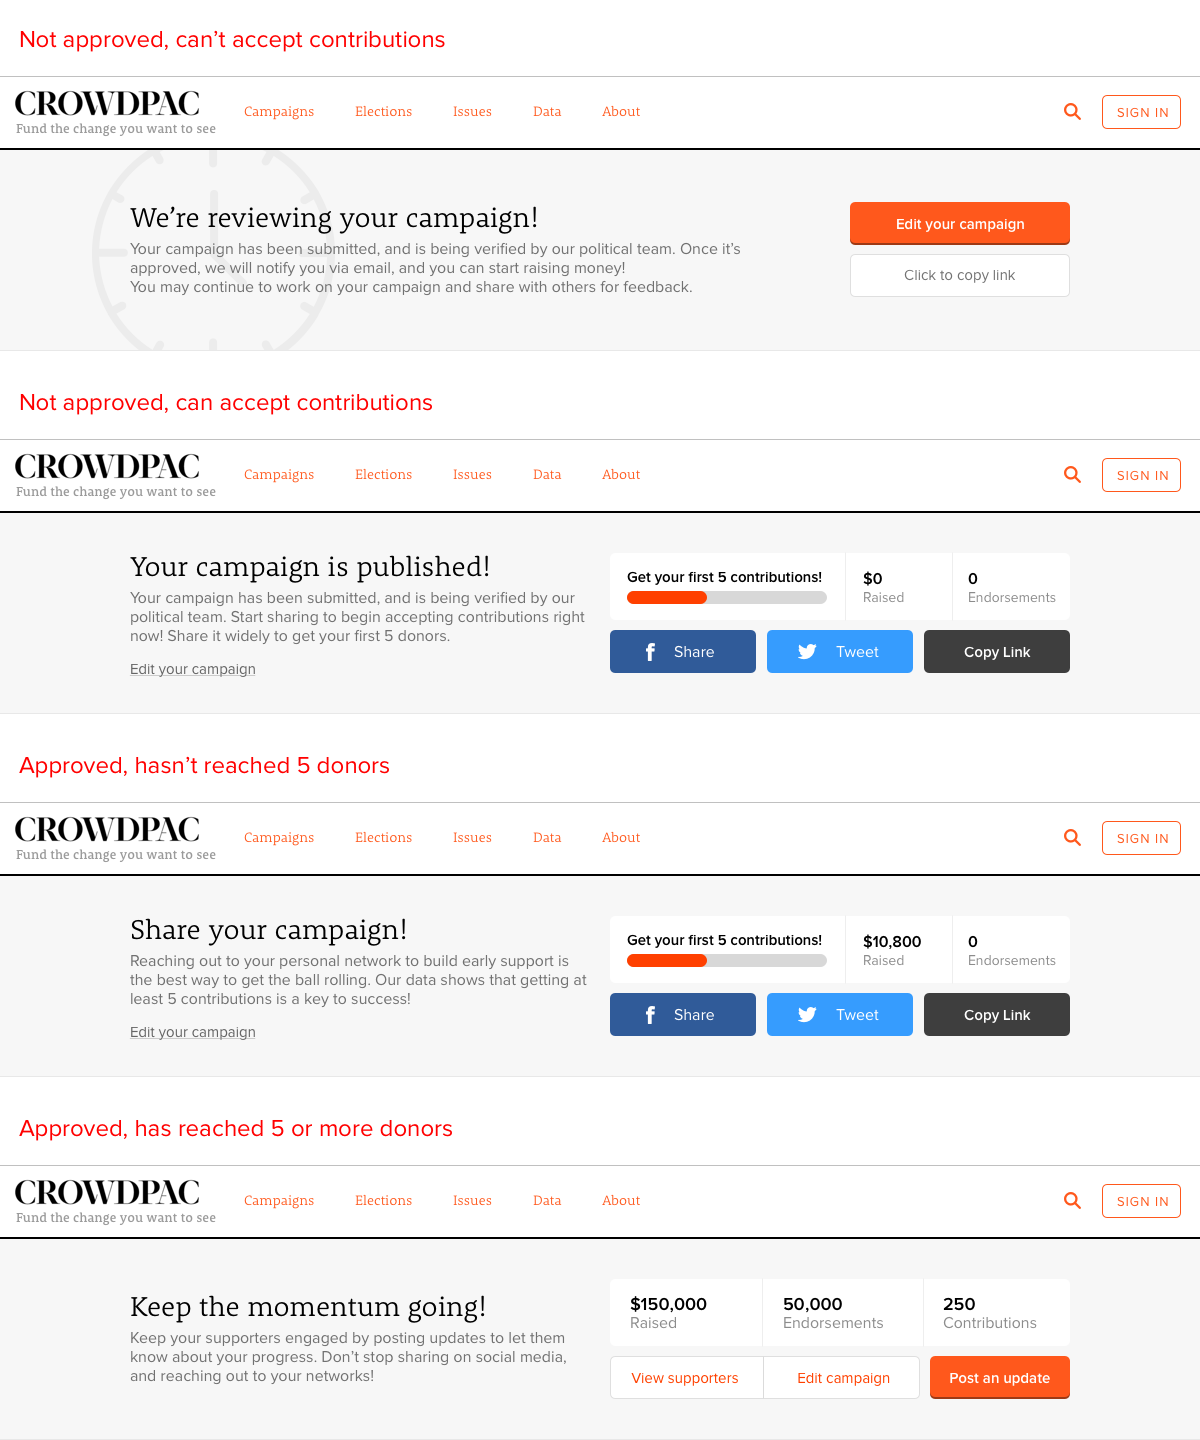 Not approved, can’t accept contributions
CROWDPAC
Fund the change you want to see
Campaigns
Elections
Issues
Data
About
SIGN IN
We’re reviewing your campaign!
Your campaign has been submitted, and is being verified by our political team. Once it’s
approved, we will notify you via email, and you can start raising money!
You may continue to work on your campaign and share with others for feedback.
Edit your campaign
Click to copy link
Not approved, can accept contributions
CROWDPAC
Fund the change you want to see
Campaigns
Elections
Issues
Data
About
SIGN IN
Your campaign is published!
Your campaign has been submitted, and is being verified by our
political team. Start sharing to begin accepting contributions right
now! Share it widely to get your first 5 donors.
Edit your campaign
Get your first 5 contributions!
$0
Raised
0
Endorsements
Share
Tweet
Copy Link
Approved, hasn’t reached 5 donors
CROWDPAC
Fund the change you want to see
Campaigns
Elections
Issues
Data
About
SIGN IN
Share your campaign!
Reaching out to your personal network to build early support is
the best way to get the ball rolling. Our data shows that getting at
least 5 contributions is a key to success!
Edit your campaign
Get your first 5 contributions!
$10,800
Raised
0
Endorsements
Share
Tweet
Copy Link
Approved, has reached 5 or more donors
CROWDPAC
Fund the change you want to see
Campaigns
Elections
Issues
Data
About
SIGN IN
Keep the momentum going!
Keep your supporters engaged by posting updates to let them
know about your progress. Don’t stop sharing on social media,
and reaching out to your networks!
$150,000
Raised
50,000
Endorsements
250
Contributions
View supporters
Edit campaign
Post an update